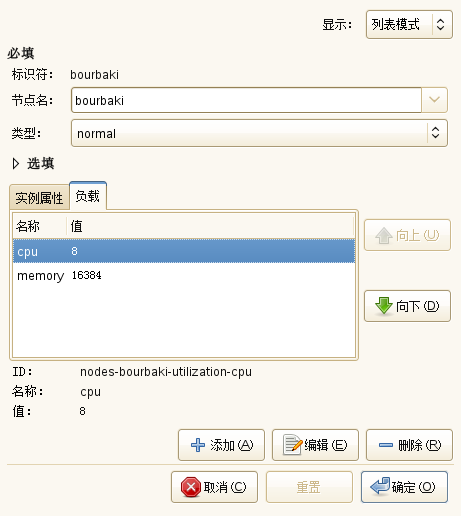 显示: 列表模式
必填
标识符: bourbaki
节点名: bourbaki
类型: normal
选填
实例属性 负载
名称 值
cpu 8
memory 16384
向上(U)
向下(D)
ID: nodes-bourbaki-utilization-cpu
名称: cpu
值: 8
添加(A) 编辑(E) 删除(R)
取消(C) 重置 确定(O)